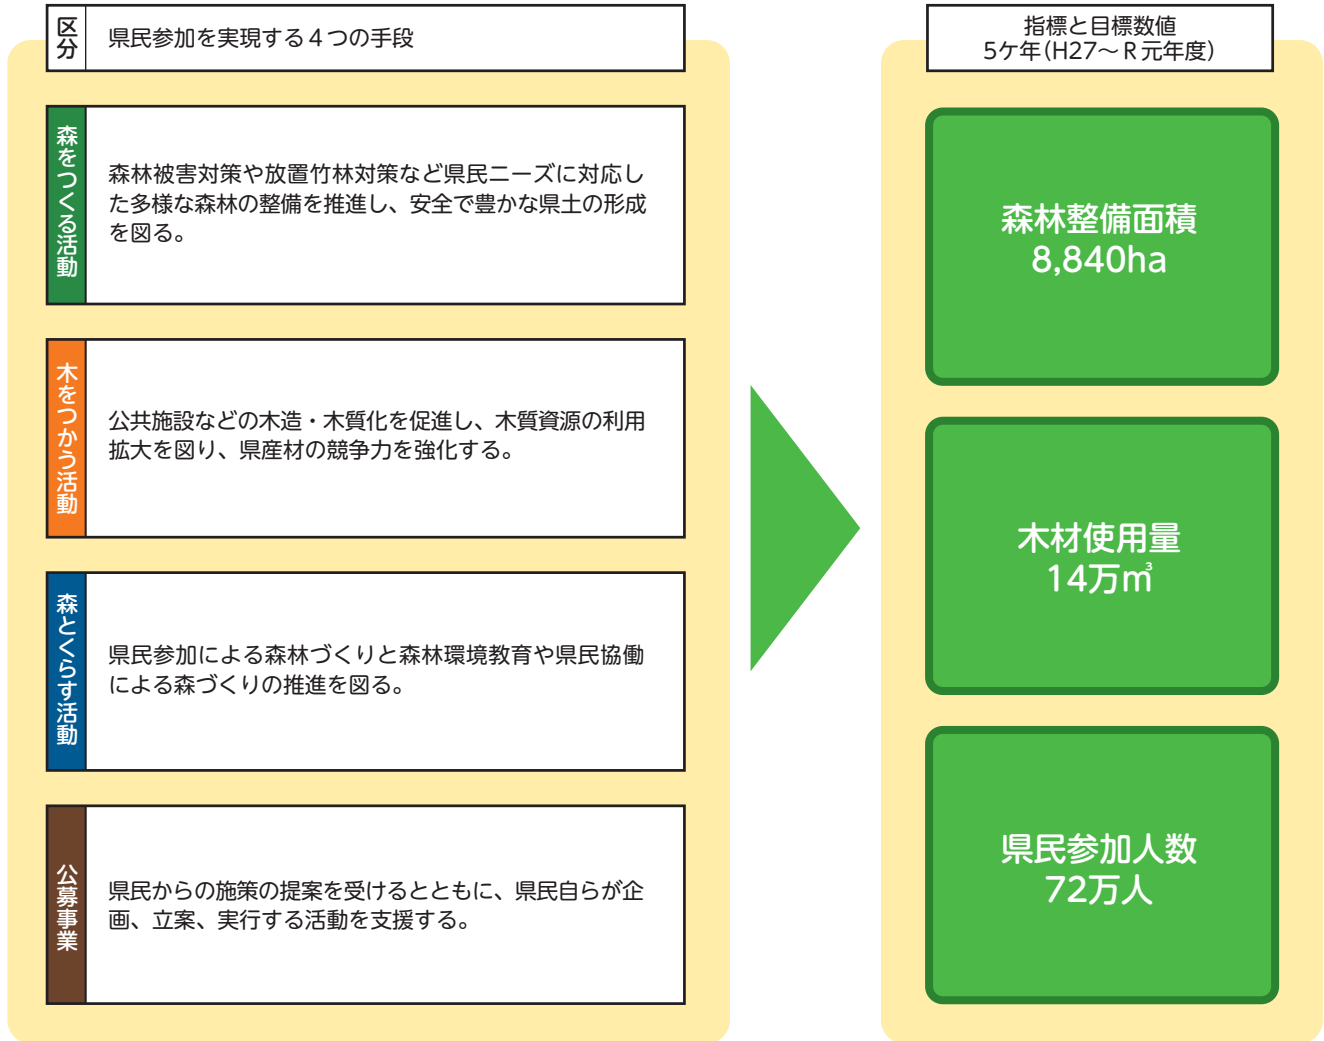 区分
県民参加を実現する4つの手段
森をつくる活動
森林被害対策や放置竹林対策など県民ニーズに対応し
た多様な森林の整備を推進し、安全で豊かな県土の形成
を図る。
木をつかう活動
公共施設などの木造・木質化を促進し、木質資源の利用
拡大を図り、県産材の競争力を強化する。
森とくらす活動
県民参加による森林づくりと森林環境教育や県民協働
による森づくりの推進を図る。
公募事業
県民からの施策の提案を受けるとともに、県民自らが企
画、立案、実行する活動を支援する。
指標と目標数値
5ケ年(H27～R元年度)
森林整備面積
8,840ha
木材使用量
14万㎥
県民参加人数
72万人